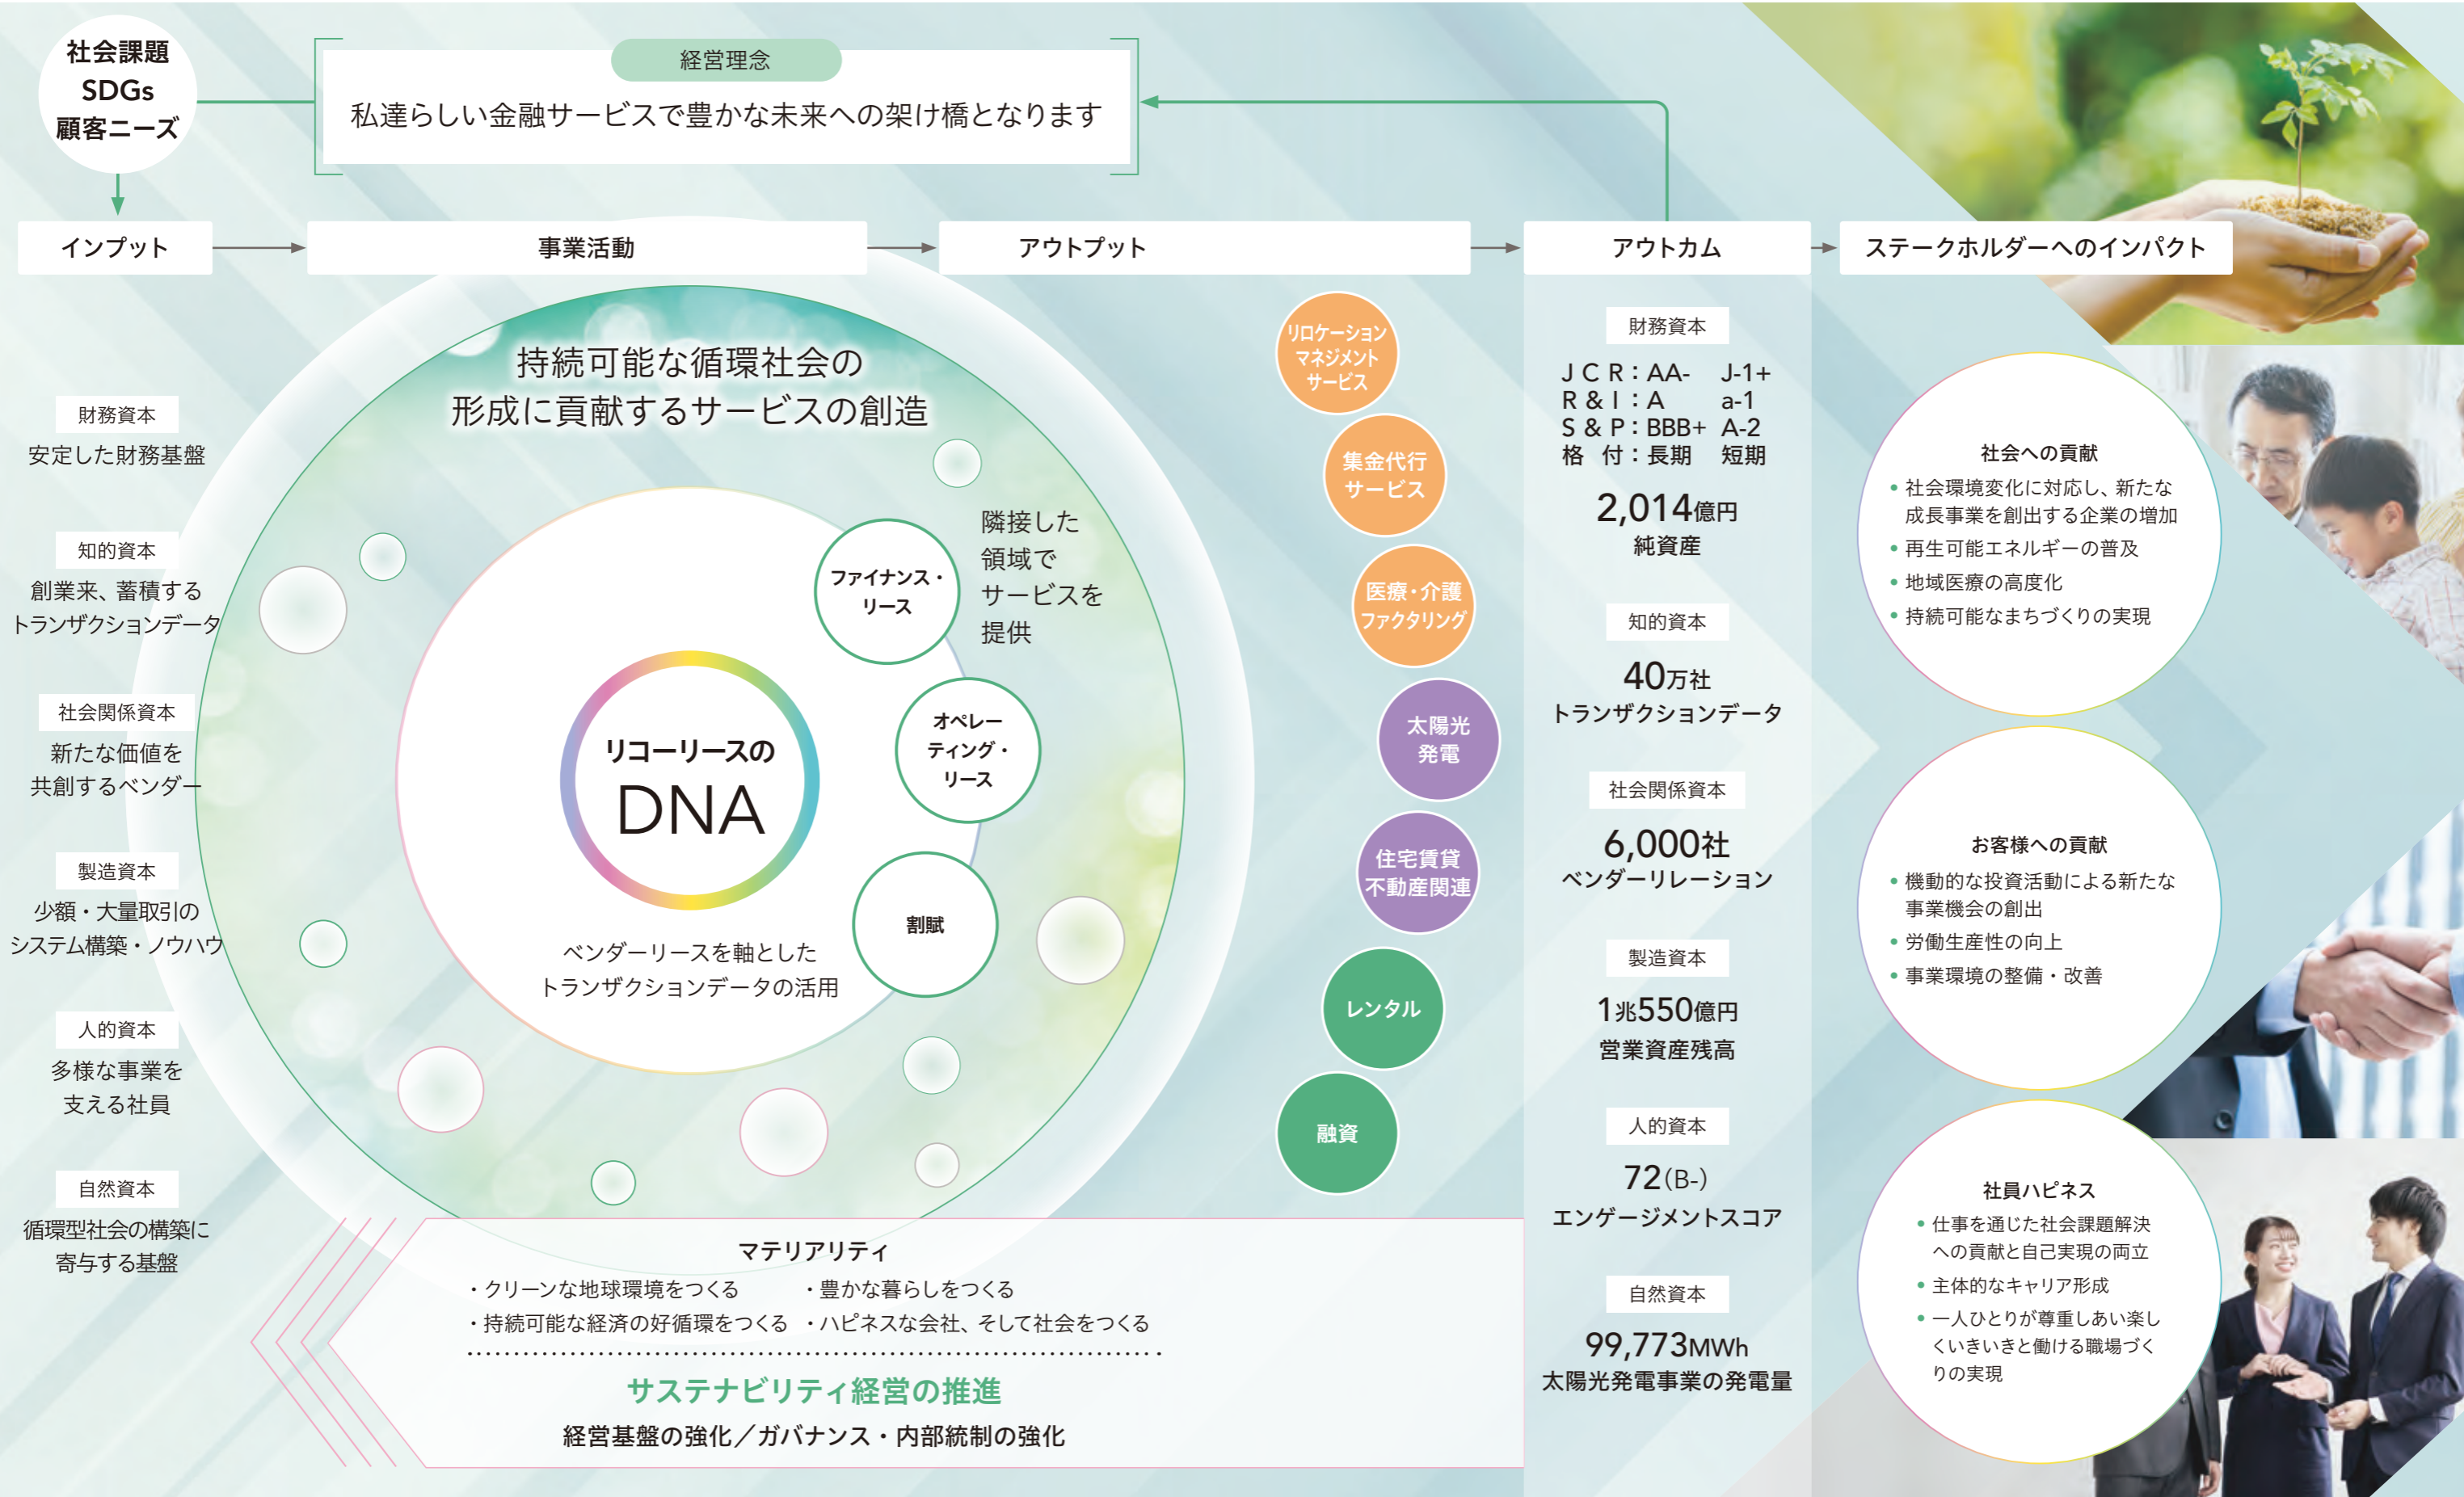 社会課題
SDGs
顧客ニーズ
経営理念
私達らしい金融サービスで豊かな未来への架け橋となります
インプット
事業活動
アウトプット
アウトカム
ステークホルダーへのインパクト
財務資本
安定した財務基盤
知的資本
創業来、蓄積する
トランザクションデータ
社会関係資本
新たな価値を
共創するベンダー
製造資本
少額・大量取引の
システム構築・ノウハウ
人的資本
多様な事業を
支える社員
自然資本
循環型社会の構築に
寄与する基盤
持続可能な循環社会の
形成に貢献するサービスの創造
隣接した
領域で
サービスを
提供
ファイナンス・
リース
オペレー
ティング・
リース
割賦
リコーリースの
DNA
ベンダーリースを軸とした
トランザクションデータの活用
リロケーション
マネジメント
サービス
集金代行
サービス
医療・介護
ファクタリング
太陽光
発電
住宅賃貸
不動産関連
レンタル
融資
マテリアリティ
・クリーンな地球環境をつくる ・豊かな暮らしをつくる
・持続可能な経済の好循環をつくる ・ハピネスな会社、そして社会をつくる
サステナビリティ経営の推進
経営基盤の強化／ガバナンス・内部統制の強化
財務資本
JCR：AA- J-1+
R&I：A a-1
S&P：BBB+ A-2
格付：長期 短期
2,014億円
純資産
知的資本
40万社
トランザクションデータ
社会関係資本
6,000社
ベンダーリレーション
製造資本
1兆550億円
営業資産残高
人的資本
72（B-）
エンゲージメントスコア
自然資本
99,773MWh
太陽光発電事業の発電量
社会への貢献
• 社会環境変化に対応し、新たな
成長事業を創出する企業の増加
• 再生可能エネルギーの普及
• 地域医療の高度化
• 持続可能なまちづくりの実現
お客様への貢献
• 機動的な投資活動による新たな
事業機会の創出
• 労働生産性の向上
• 事業環境の整備・改善
社員ハピネス
• 仕事を通じた社会課題解決
への貢献と自己実現の両立
• 主体的なキャリア形成
• 一人ひとりが尊重しあい楽し
くいきいきと働ける職場づく
りの実現